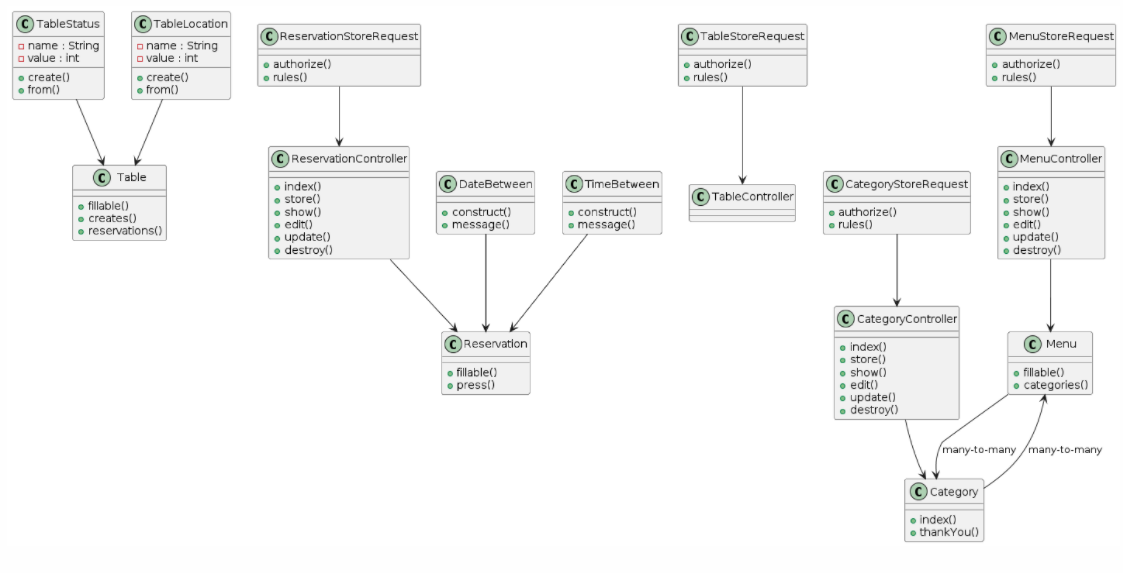 C TableStatus
name : String
value : int
create()
from()
C TableLocation
name : String
value : int
create()
from()
C ReservationStoreRequest
authorize()
rules()
C TableStoreRequest
authorize()
rules()
C MenuStoreRequest
authorize()
rules()
C Table
fillable()
creates()
reservations()
C ReservationController
index()
store()
show()
edit()
update()
destroy()
C DateBetween
construct()
message()
C TimeBetween
construct()
message()
C TableController
C CategoryStoreRequest
authorize()
rules()
C MenuController
index()
store()
show()
edit()
update()
destroy()
C Reservation
fillable()
press()
C CategoryController
index()
store()
show()
edit()
update()
destroy()
C Menu
fillable()
categories()
many-to-many
many-to-many
C Category
index()
thankYou()